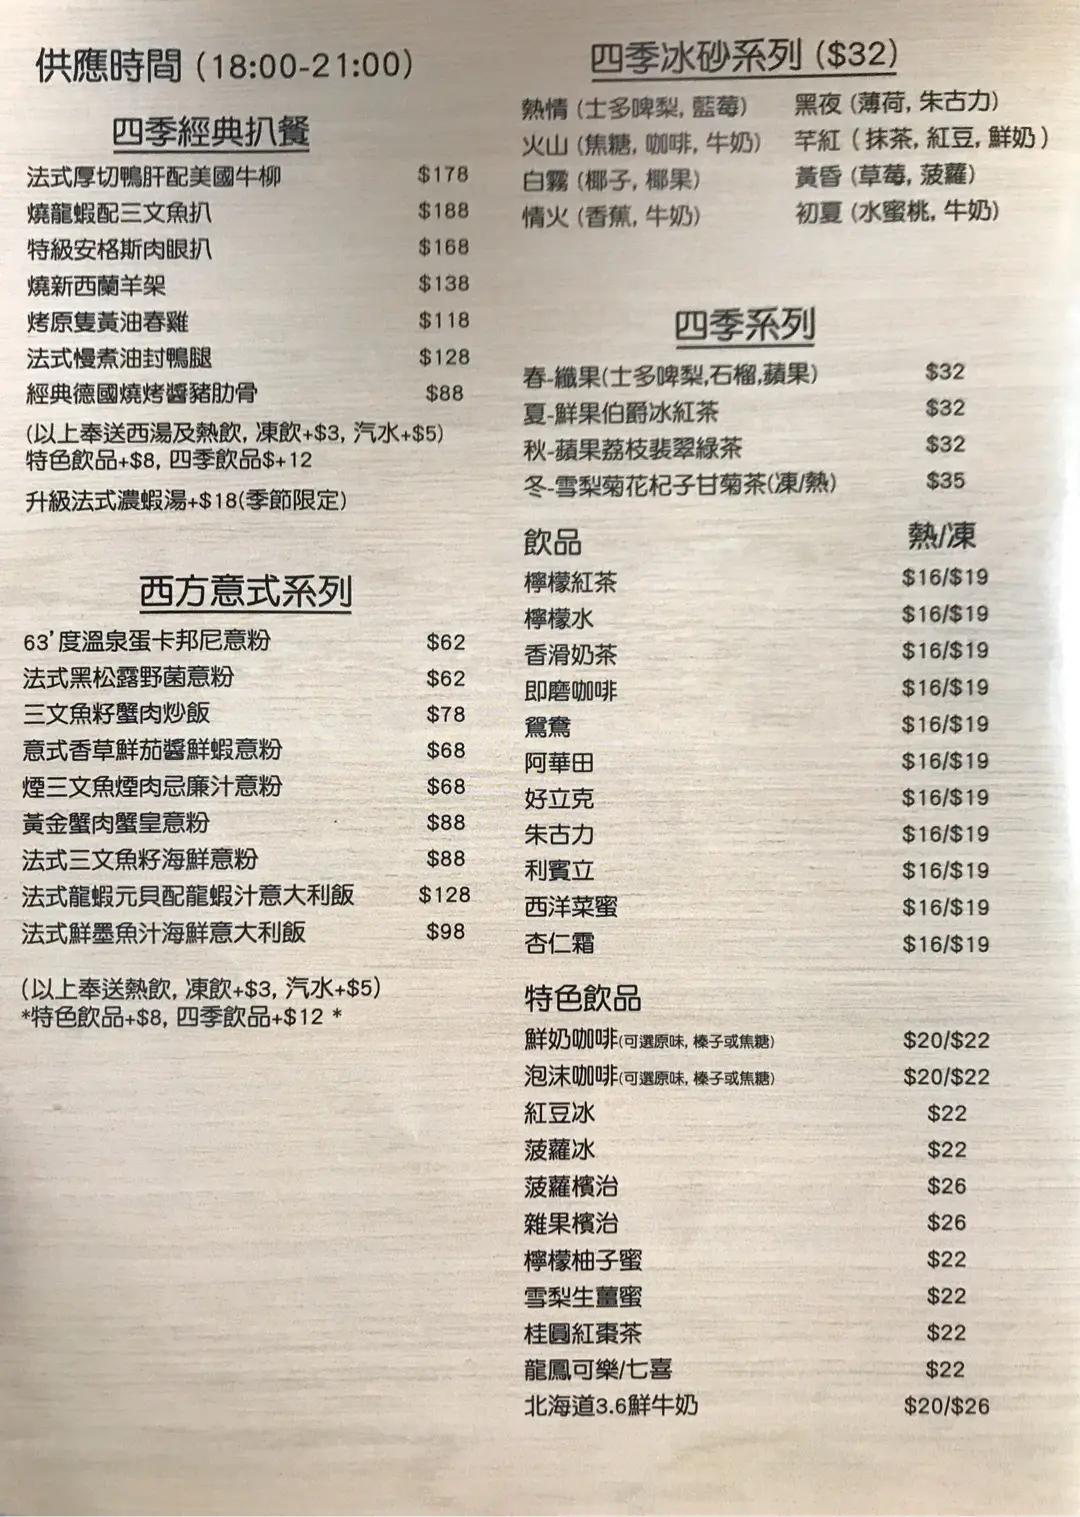 供應時間 (18:00-21:00)
四季經典扒餐
法式厚切鴨肝配美國牛柳 $178
燒龍蝦配三文魚扒 $188
特級安格斯肉眼扒 $168
燒新西蘭羊架 $138
烤原隻黃油春雞 $118
法式慢煮油封鴨腿 $128
經典德國燒烤醬豬肋骨 $88
(以上奉送西湯及熱飲, 凍飲+$3, 汽水+$5)
特色飲品+$8, 四季飲品$+12
升級法式濃蝦湯+$18(季節限定)
西方意式系列
63'度溫泉蛋卡邦尼意粉 $62
法式黑松露野菌意粉 $62
三文魚籽蟹肉炒飯 $78
意式香草鮮茄醬鮮蝦意粉 $68
煙三文魚煙肉忌廉汁意粉 $68
黃金蟹肉蟹皇意粉 $88
法式三文魚籽海鮮意粉 $88
法式龍蝦元貝配龍蝦汁意大利飯 $128
法式鮮墨魚汁海鮮意大利飯 $98
(以上奉送熱飲, 凍飲+$3, 汽水+$5)
*特色飲品+$8, 四季飲品+$12 *
四季冰砂系列 ($32)
熱情 (士多啤梨, 藍莓) 黑夜 (薄荷, 朱古力)
火山 (焦糖, 咖啡, 牛奶) 芊紅 ( 抹茶, 紅豆, 鮮奶 )
白霧 (椰子, 椰果) 黃昏 (草莓, 菠蘿)
情火 (香蕉, 牛奶) 初夏 (水蜜桃, 牛奶)
四季系列
春-纖果(士多啤梨,石榴,蘋果) $32
夏-鮮果伯爵冰紅茶 $32
秋-蘋果荔枝翡翠綠茶 $32
冬-雪梨菊花杞子甘菊茶(凍/熱) $35
飲品 熱/凍
檸檬紅茶 $16/$19
檸檬水 $16/$19
香滑奶茶 $16/$19
即磨咖啡 $16/$19
鴛鴦 $16/$19
阿華田 $16/$19
好立克 $16/$19
朱古力 $16/$19
利賓立 $16/$19
西洋菜蜜 $16/$19
杏仁霜 $16/$19
特色飲品
鮮奶咖啡(可選原味, 榛子或焦糖) $20/$22
泡沫咖啡(可選原味, 榛子或焦糖) $20/$22
紅豆冰 $22
菠蘿冰 $22
菠蘿檳治 $26
雜果檳治 $26
檸檬柚子蜜 $22
雪梨生薑蜜 $22
桂圓紅棗茶 $22
龍鳳可樂/七喜 $22
北海道3.6鮮牛奶 $20/$26